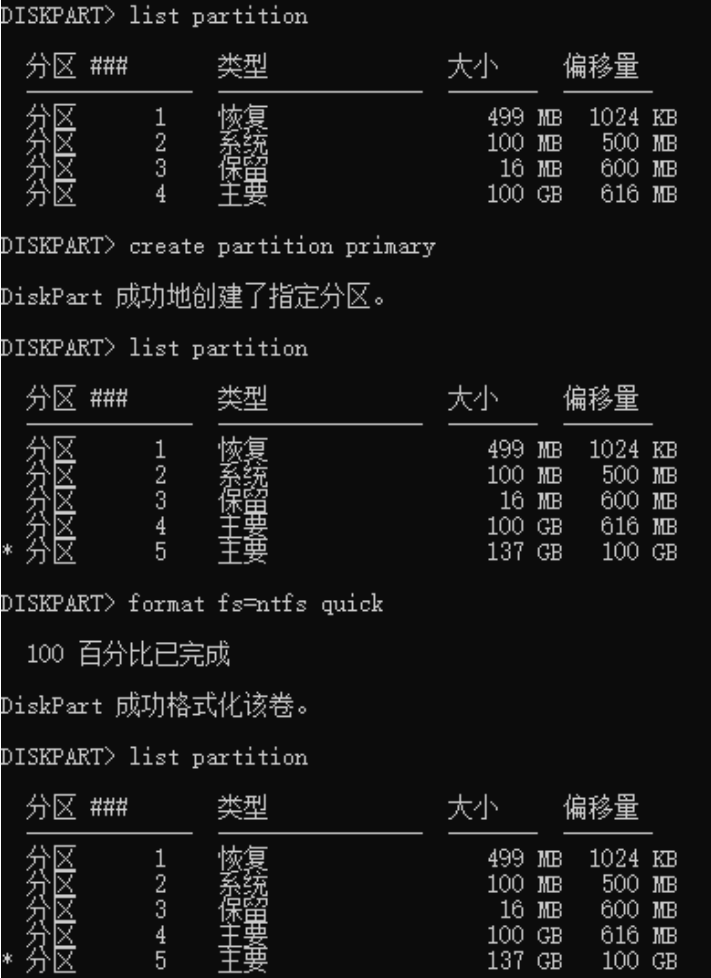 DISKPART> list partition
分区 ### 类型 大小 偏移量
分区 1 恢复 499 MB 1024 KB
分区 2 系统 100 MB 500 MB
分区 3 保留 16 MB 600 MB
分区 4 主要 100 GB 616 MB
DISKPART> create partition primary
DiskPart 成功地创建了指定分区。
DISKPART> list partition
分区 ### 类型 大小 偏移量
分区 1 恢复 499 MB 1024 KB
分区 2 系统 100 MB 500 MB
分区 3 保留 16 MB 600 MB
分区 4 主要 100 GB 616 MB
* 分区 5 主要 137 GB 100 GB
DISKPART> format fs=ntfs quick
100 百分比已完成
DiskPart 成功格式化该卷。
DISKPART> list partition
分区 ### 类型 大小 偏移量
分区 1 恢复 499 MB 1024 KB
分区 2 系统 100 MB 500 MB
分区 3 保留 16 MB 600 MB
分区 4 主要 100 GB 616 MB
* 分区 5 主要 137 GB 100 GB